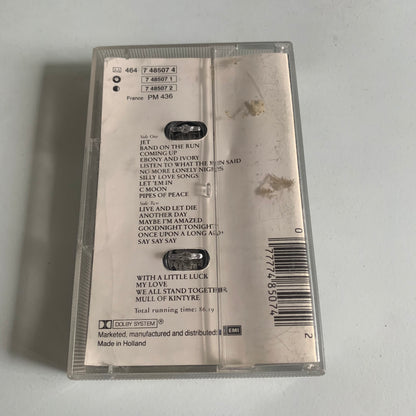 464 7 48507 4
7 48507 1
7 48507 2
France PM 436
Side One
JET
BAND ON THE RUN
COMING UP
EBONY AND IVORY
LISTEN TO WHAT THE MAN SAID
NO MORE LONELY NIGHTS
SILLY LOVE SONGS
LET 'EM IN
C MOON
PIPES OF PEACE
Side Two
LIVE AND LET DIE
ANOTHER DAY
MAYBE I'M AMAZED
GOODNIGHT TONIGHT
ONCE UPON A LONG AGO
SAY SAY SAY
WITH A LITTLE LUCK
MY LOVE
WE ALL STAND TOGETHER
MULL OF KINTYRE
Total running time:
DOLBY SYSTEM ®
Marketed, manufactured and distributed: EMI
Made in Holland
0 77774-85074 2